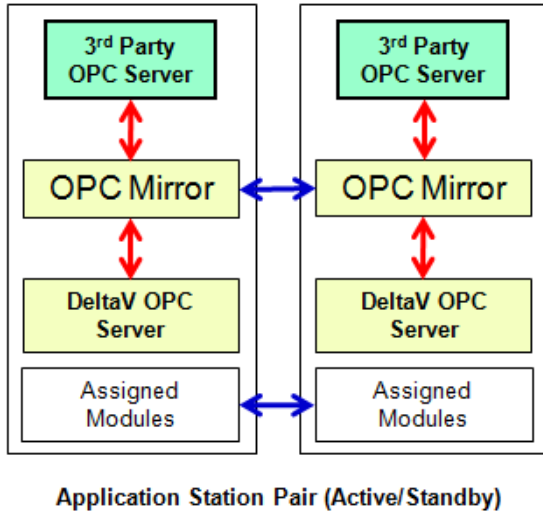 3rd Party
OPC Server
OPC Mirror
DeltaV OPC
Server
Assigned
Modules
3rd Party
OPC Server
OPC Mirror
DeltaV OPC
Server
Assigned
Modules
Application Station Pair (Active/Standby)